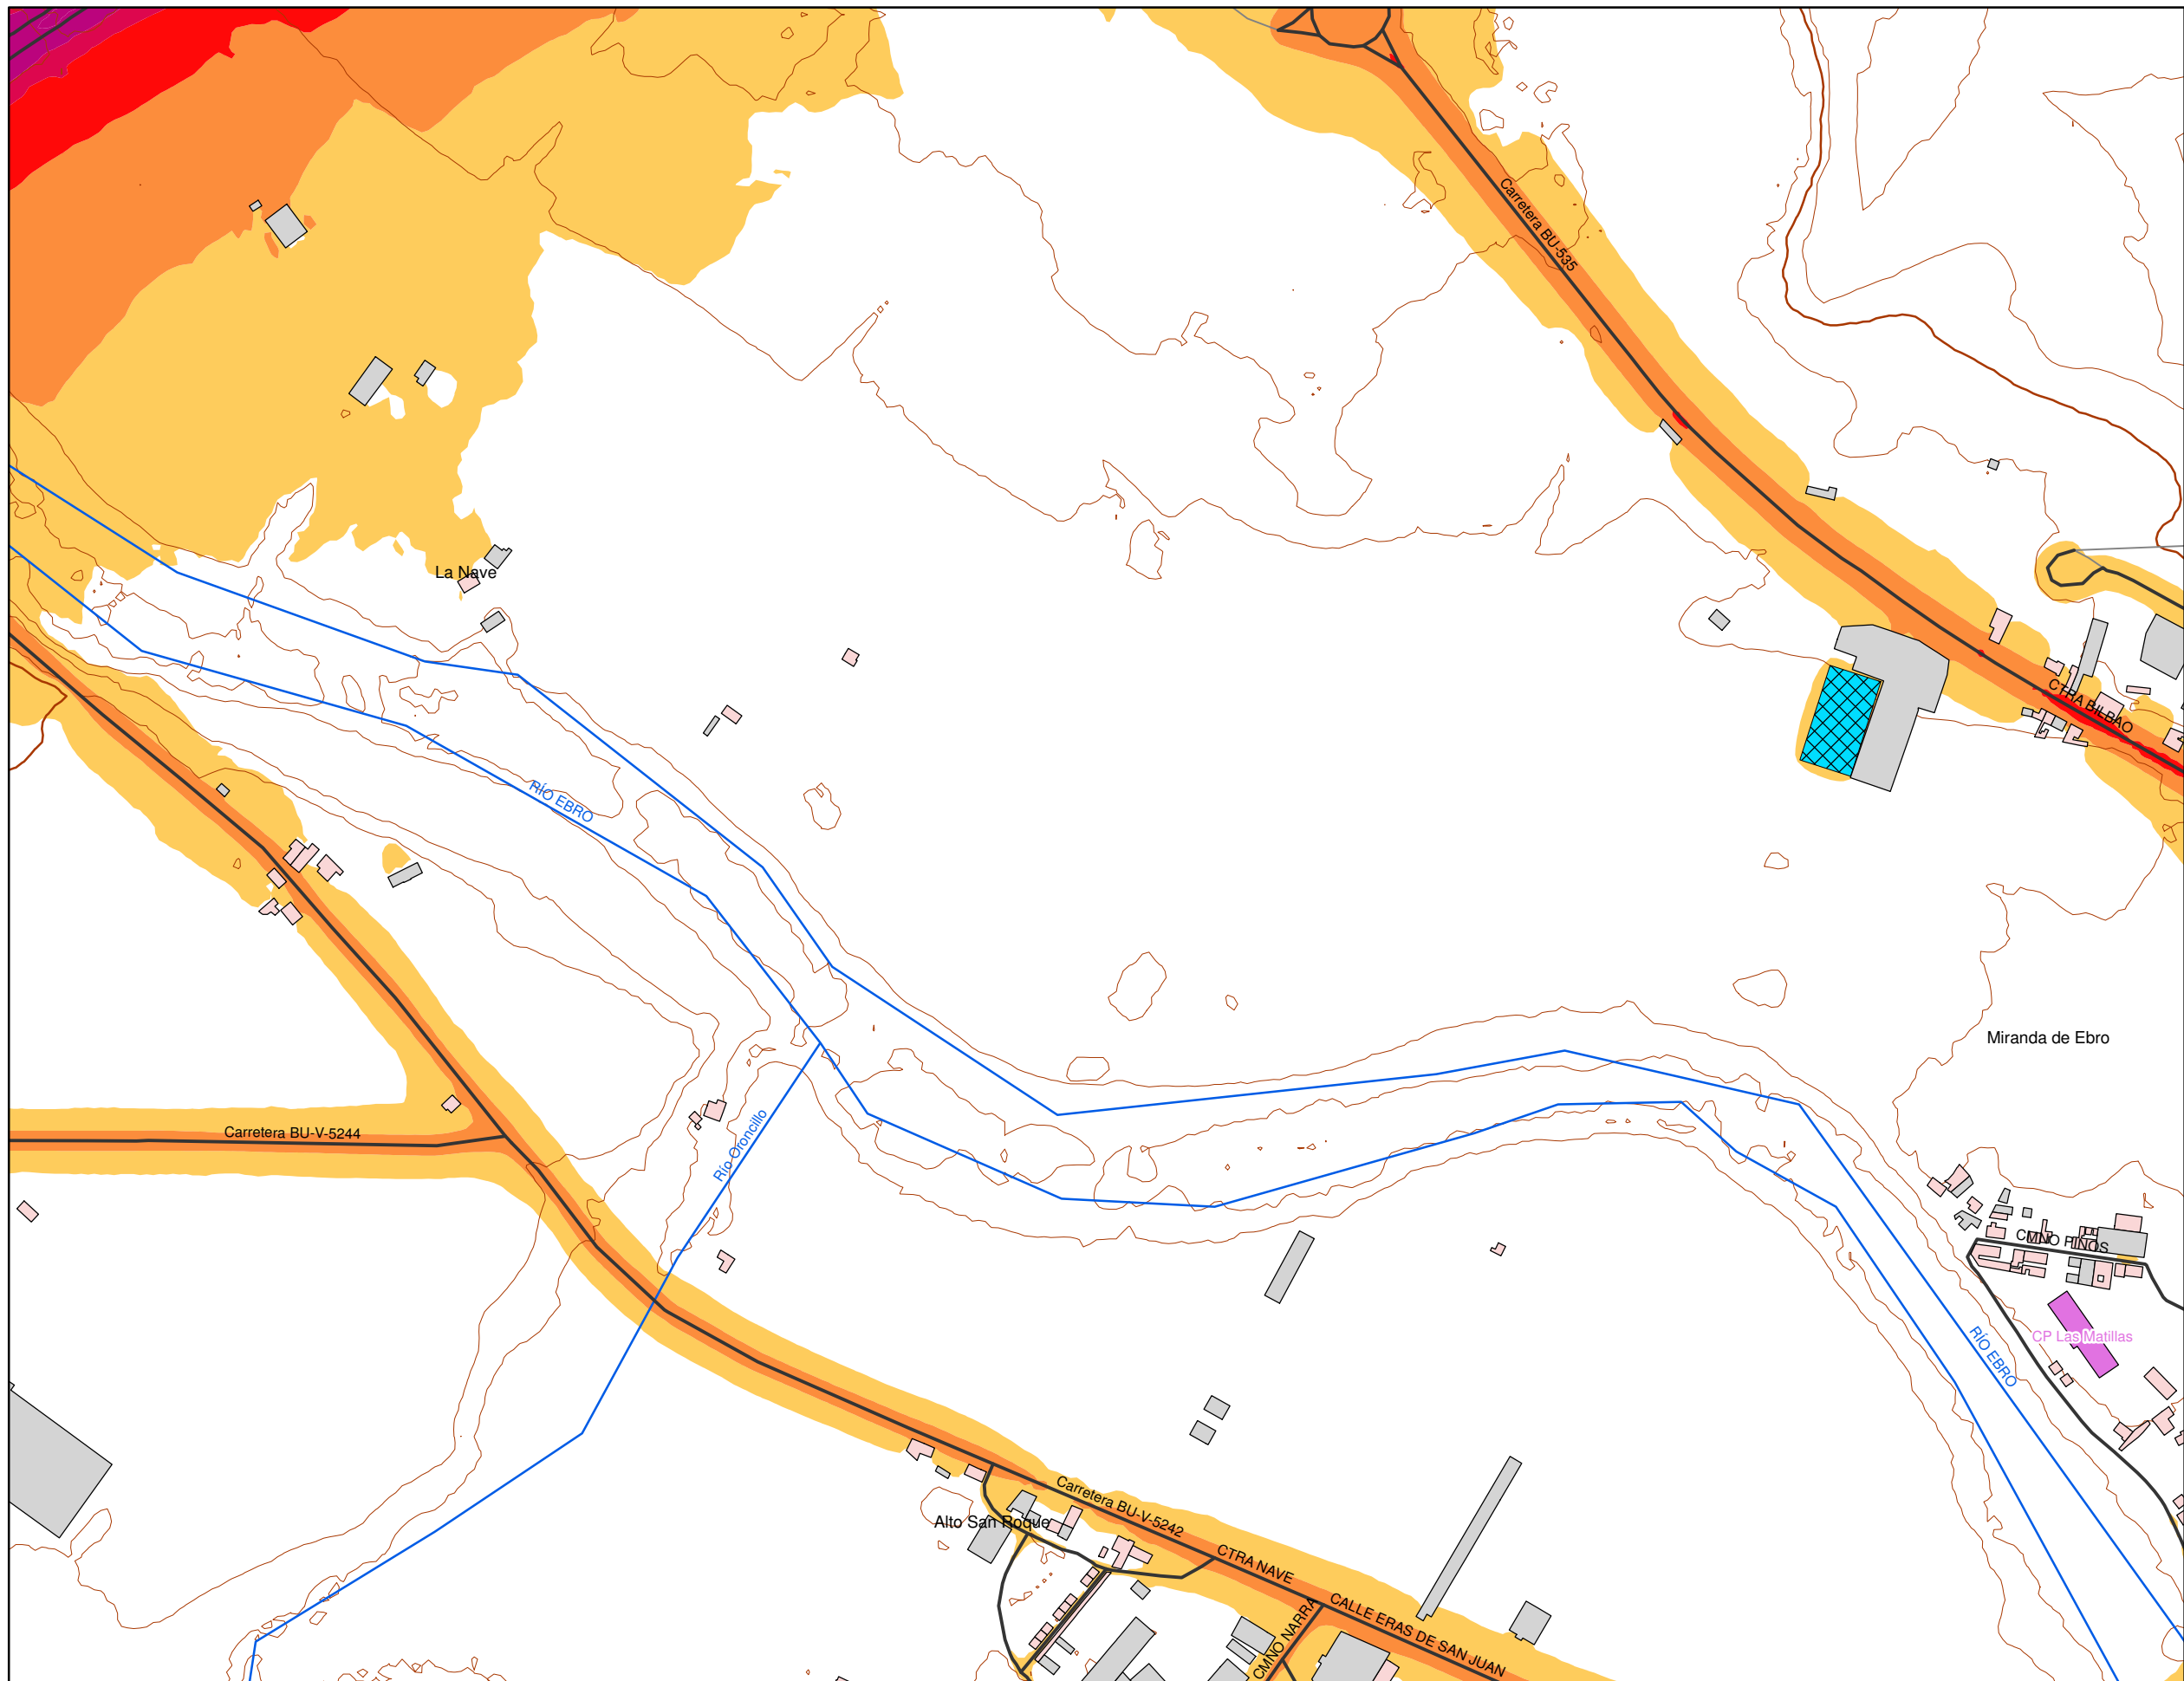 Carretera BU-535
La Nave
CTRA BILBAO
RÍO EBRO
Miranda de Ebro
Carretera BU-V-5244
Río Oroncillo
CMNO PINOS
CP Las Matillas
RÍO EBRO
Carretera BU-V-5242
Alto San Roque
CTRA NAVE
CALLE ERAS DE SAN JUAN
CMNO NARRA